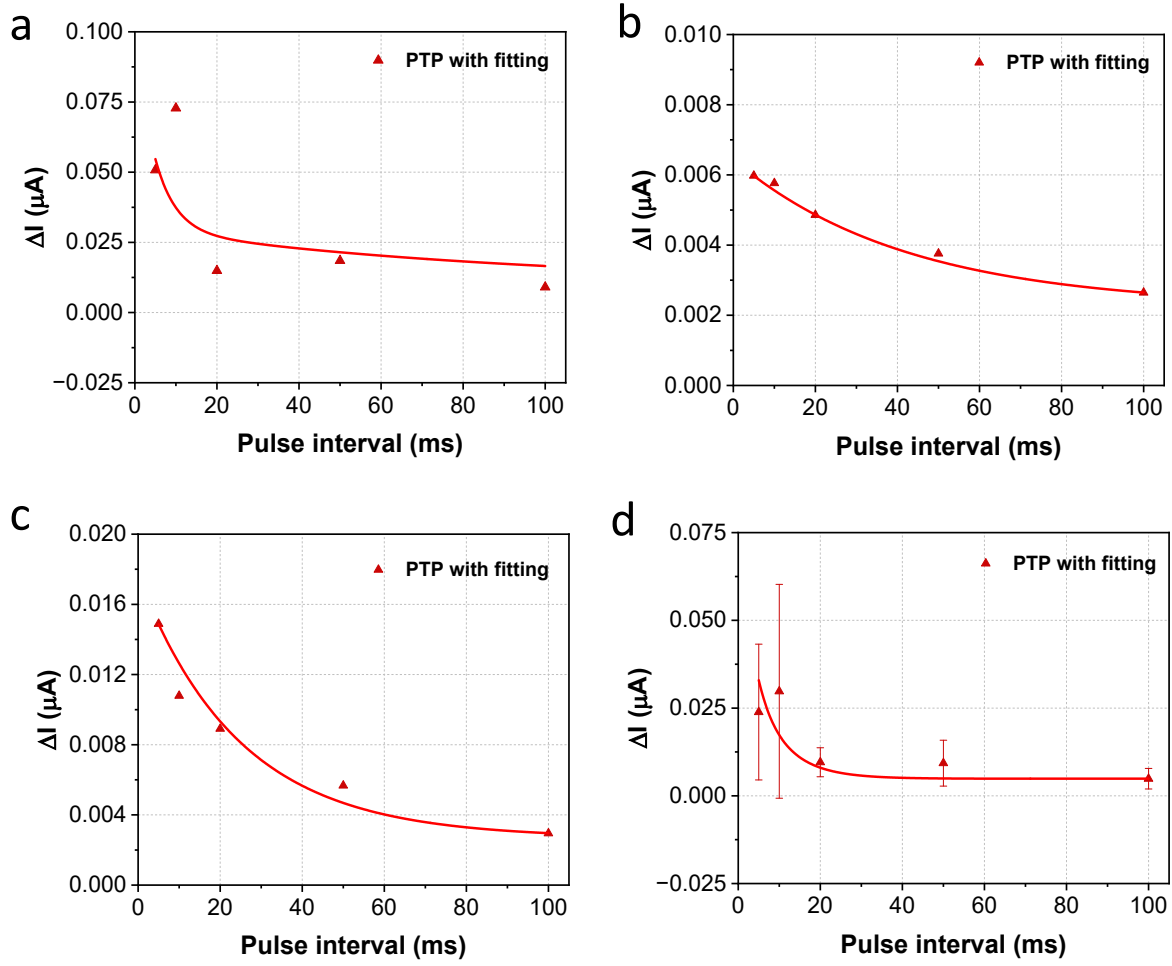 a
0.100
0.075
0.050
0.025
0.000
−0.025
ΔI (μA)
PTP with fitting
0 20 40 60 80 100
Pulse interval (ms)
b
0.010
0.008
0.006
0.004
0.002
0.000
ΔI (μA)
PTP with fitting
0 20 40 60 80 100
Pulse interval (ms)
c
0.020
0.016
0.012
0.008
0.004
0.000
ΔI (μA)
PTP with fitting
0 20 40 60 80 100
Pulse interval (ms)
d
0.075
0.050
0.025
0.000
−0.025
ΔI (μA)
PTP with fitting
0 20 40 60 80 100
Pulse interval (ms)